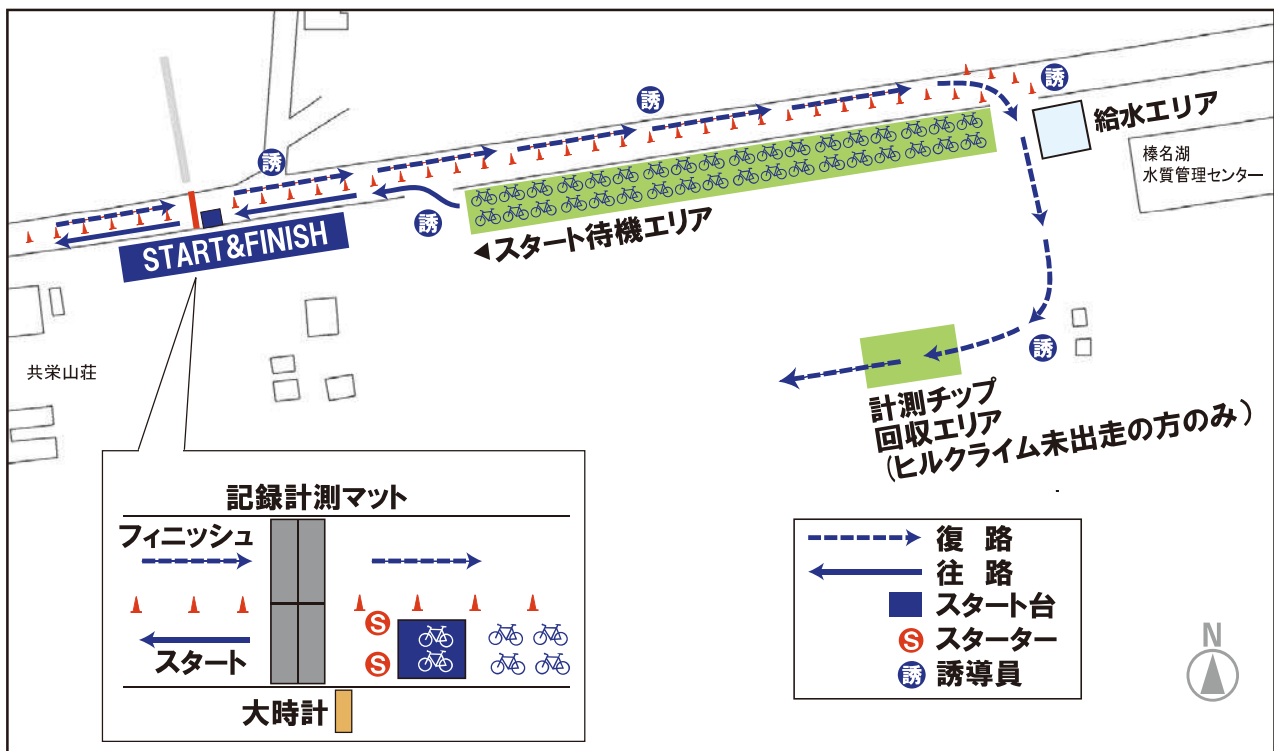 誘
給水エリア
誘
榛名湖
水質管理センター
誘
誘
◀スタート待機エリア
START&FINISH
誘
共栄山荘
計測チップ
回収エリア
(ヒルクライム未出走の方のみ)
記録計測マット
フィニッシュ
S
スタート
S
大時計
復 路
往 路
スタート台
S スターター
誘 誘導員
N